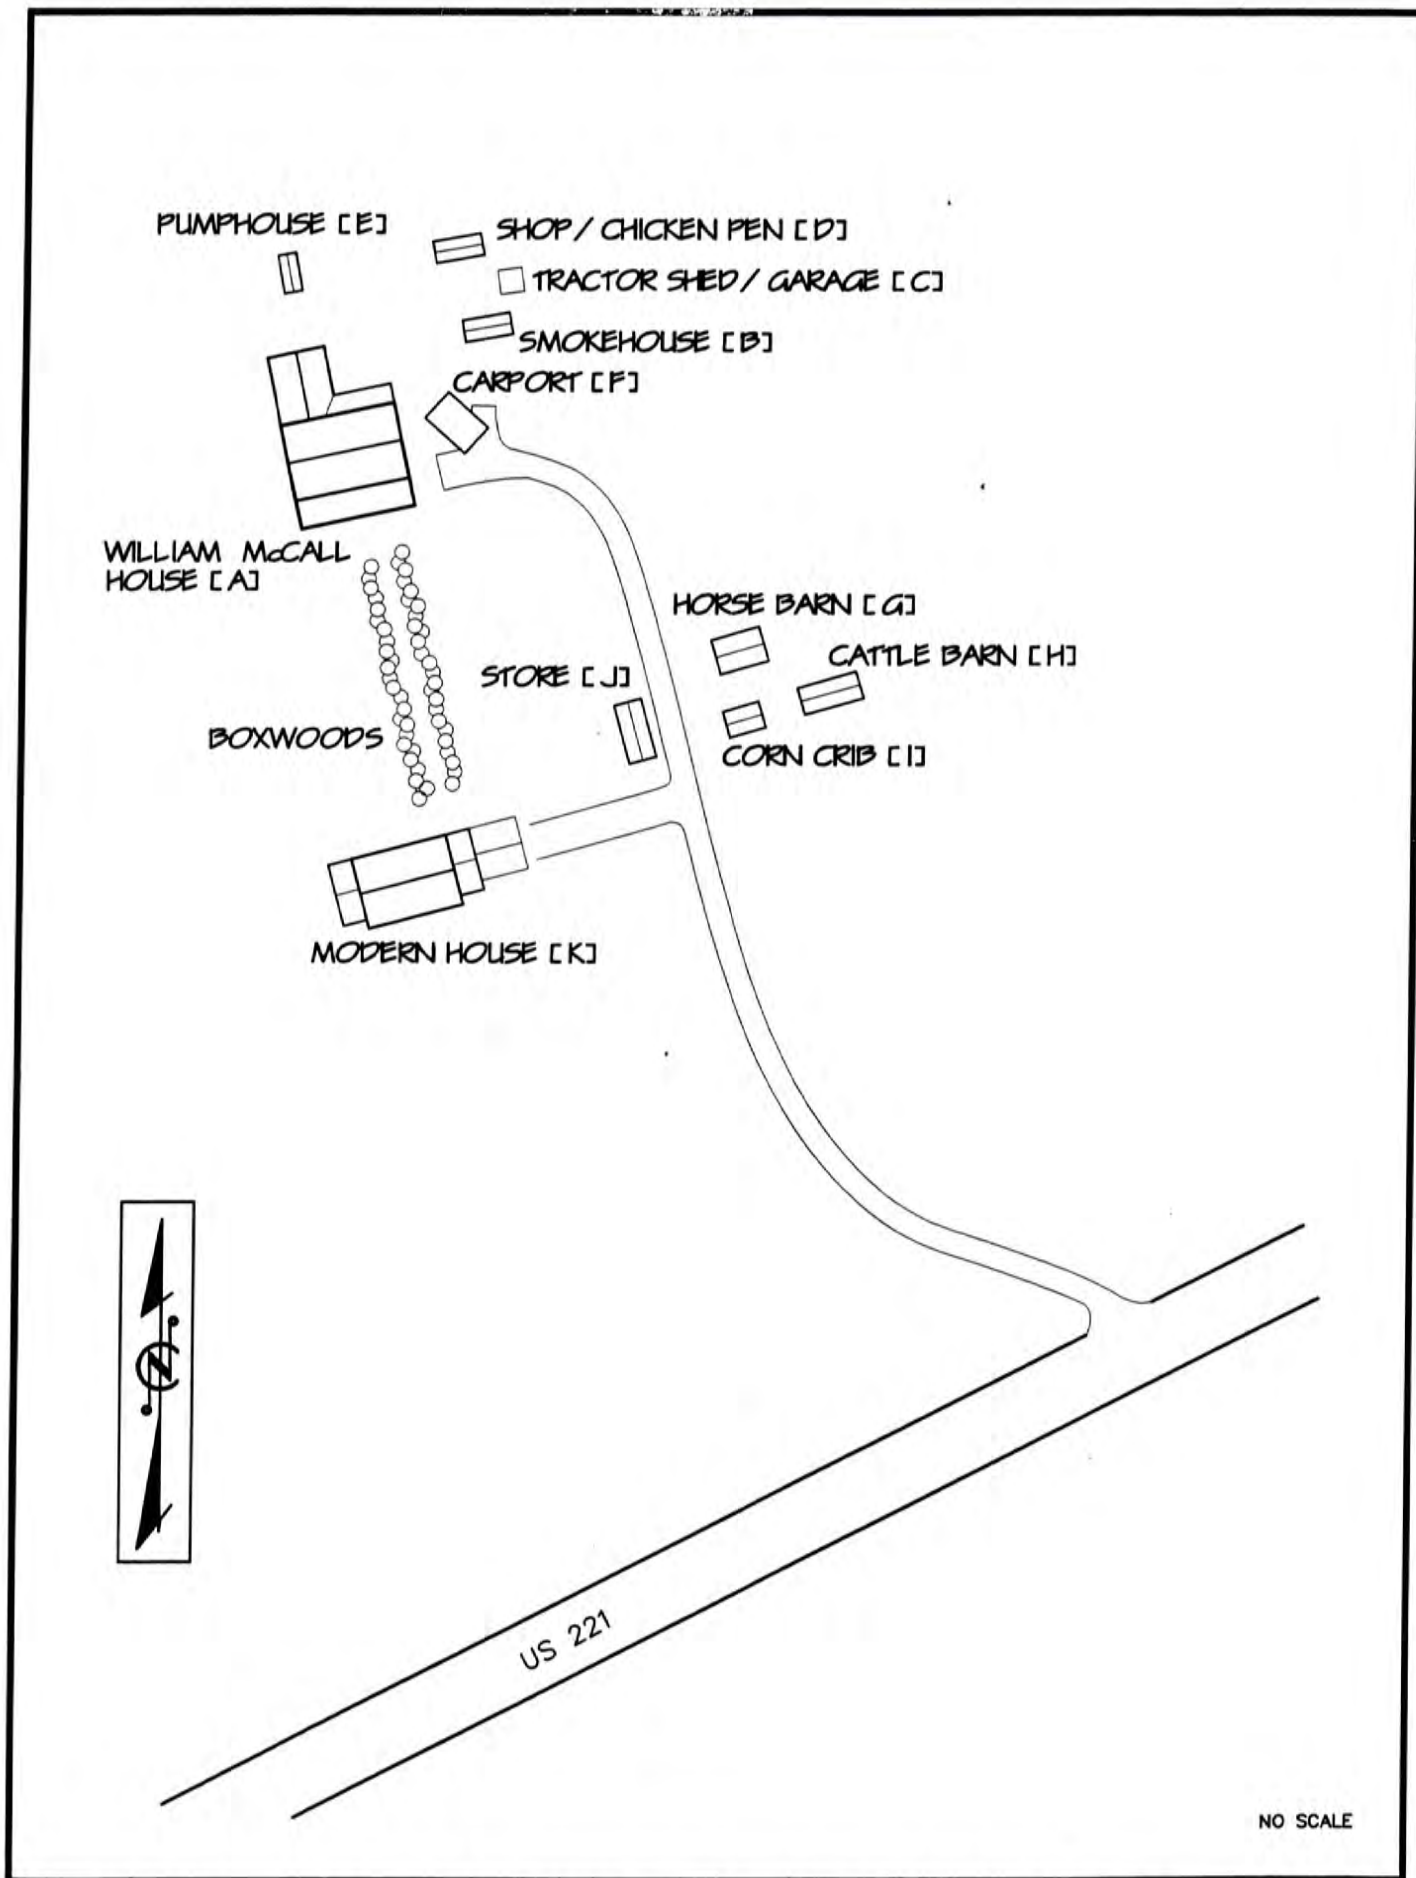 PUMPHOUSE [E]
SHOP / CHICKEN PEN [D]
TRACTOR SHED / GARAGE [C]
SMOKEHOUSE [B]
CARPORT [F]
WILLIAM McCALL
HOUSE [A]
HORSE BARN [G]
CATTLE BARN [H]
STORE [J]
BOXWOODS
CORN CRIB [I]
MODERN HOUSE [K]
N
US 221
NO SCALE